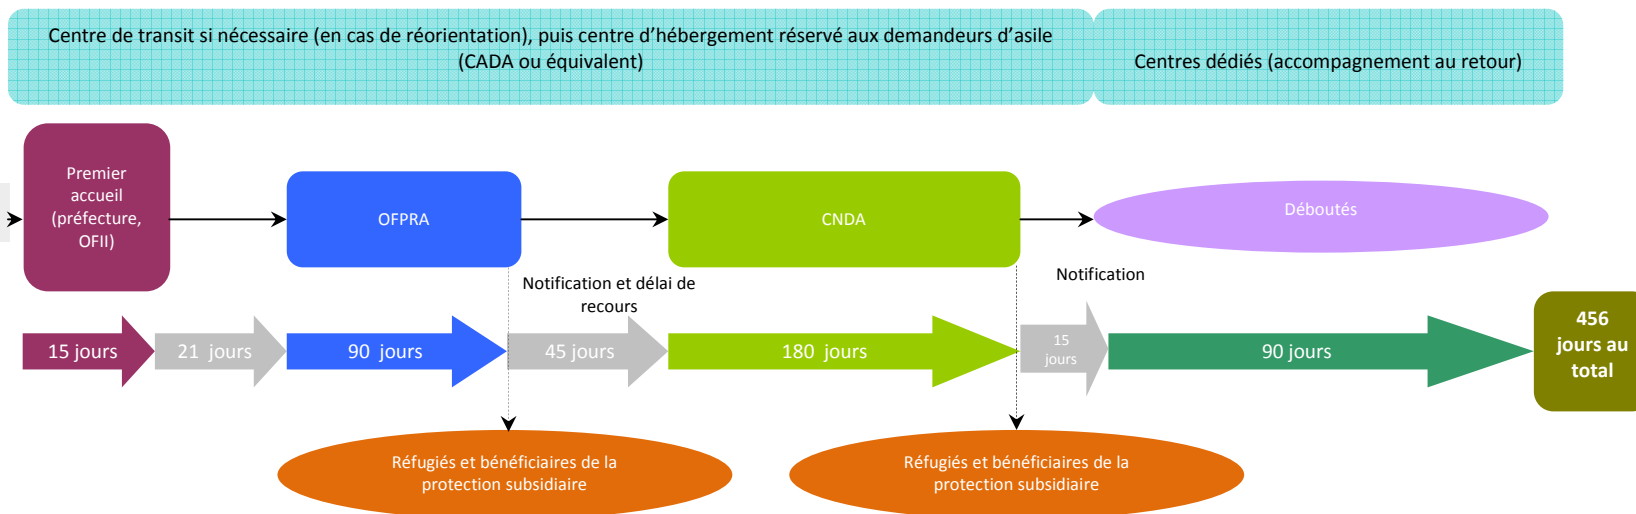 Centre de transit si nécessaire (en cas de réorientation), puis centre d’hébergement réservé aux demandeurs d’asile
(CADA ou équivalent)
Centres dédiés (accompagnement au retour)
Premier
accueil
(préfecture,
OFII)
OFPRA
CNDA
Déboutés
Notification et délai de
recours
Notification
15 jours
21 jours
90 jours
45 jours
180 jours
15
jours
90 jours
456
jours au
total
Réfugiés et bénéficiaires de la
protection subsidiaire
Réfugiés et bénéficiaires de la
protection subsidiaire